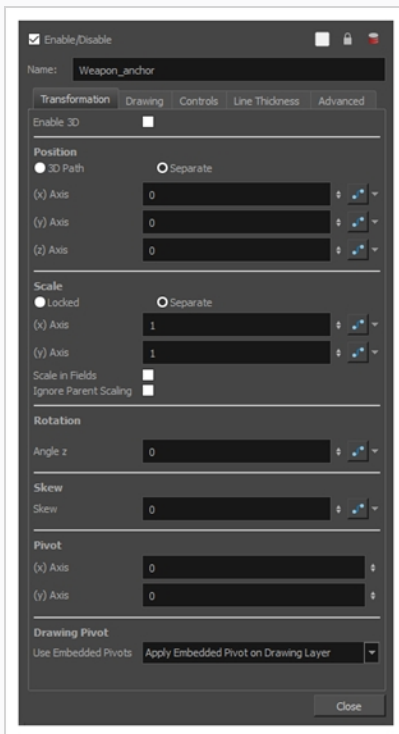 Enable/Disable
Name: Weapon_anchor
Transformation Drawing Controls Line Thickness Advanced
Enable 3D
Position
3D Path Separate
(x) Axis 0
(y) Axis 0
(z) Axis 0
Scale
Locked Separate
(x) Axis 1
(y) Axis 1
Scale in Fields
Ignore Parent Scaling
Rotation
Angle z 0
Skew
Skew 0
Pivot
(x) Axis 0
(y) Axis 0
Drawing Pivot
Use Embedded Pivots Apply Embedded Pivot on Drawing Layer
Close